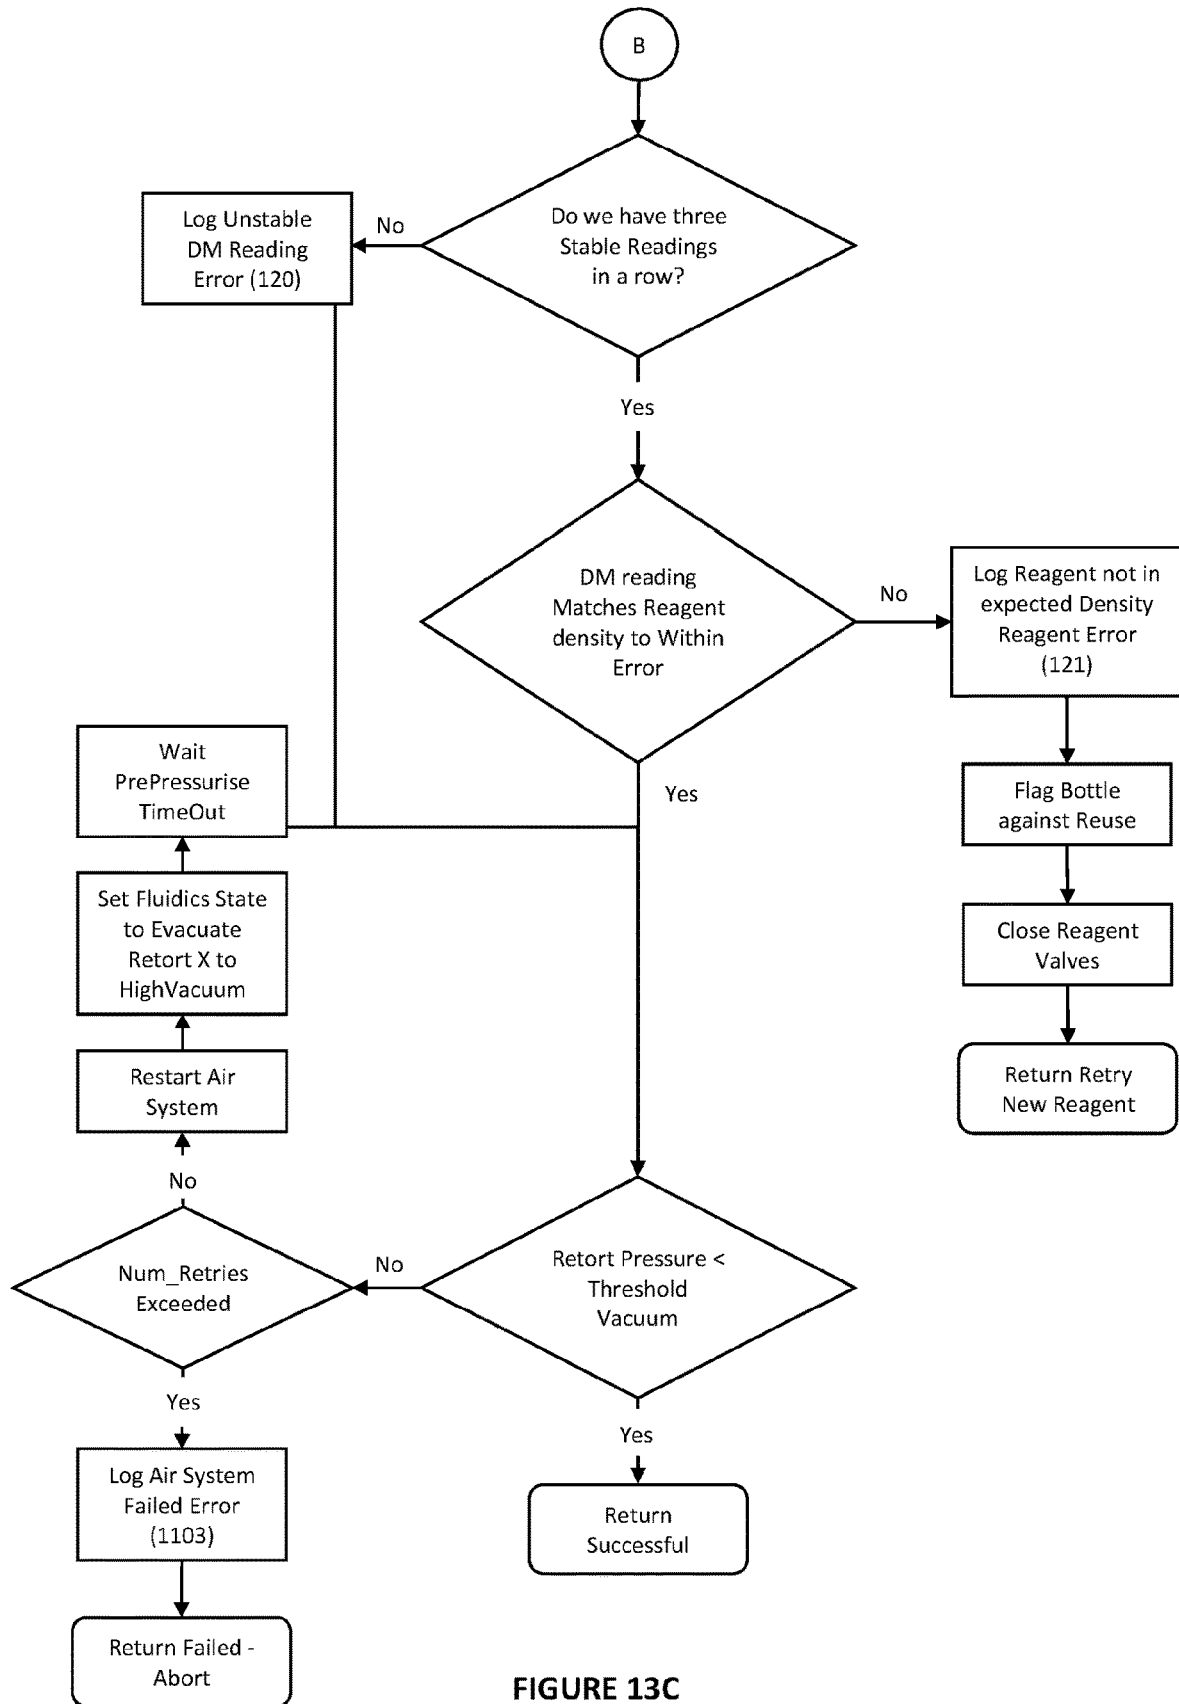 B
Do we have three
Stable Readings
in a row?
No
Log Unstable
DM Reading
Error (120)
Yes
DM reading
Matches Reagent
density to Within
Error
No
Log Reagent not in
expected Density
Reagent Error
(121)
Yes
Flag Bottle
against Reuse
Close Reagent
Valves
Return Retry
New Reagent
Wait
PrePressurise
TimeOut
Set Fluidics State
to Evacuate
Retort X to
HighVacuum
Restart Air
System
No
Num_Retries
Exceeded
No
Retort Pressure <
Threshold
Vacuum
Yes
Log Air System
Failed Error
(1103)
Return Failed -
Abort
Yes
Return
Successful
FIGURE 13C